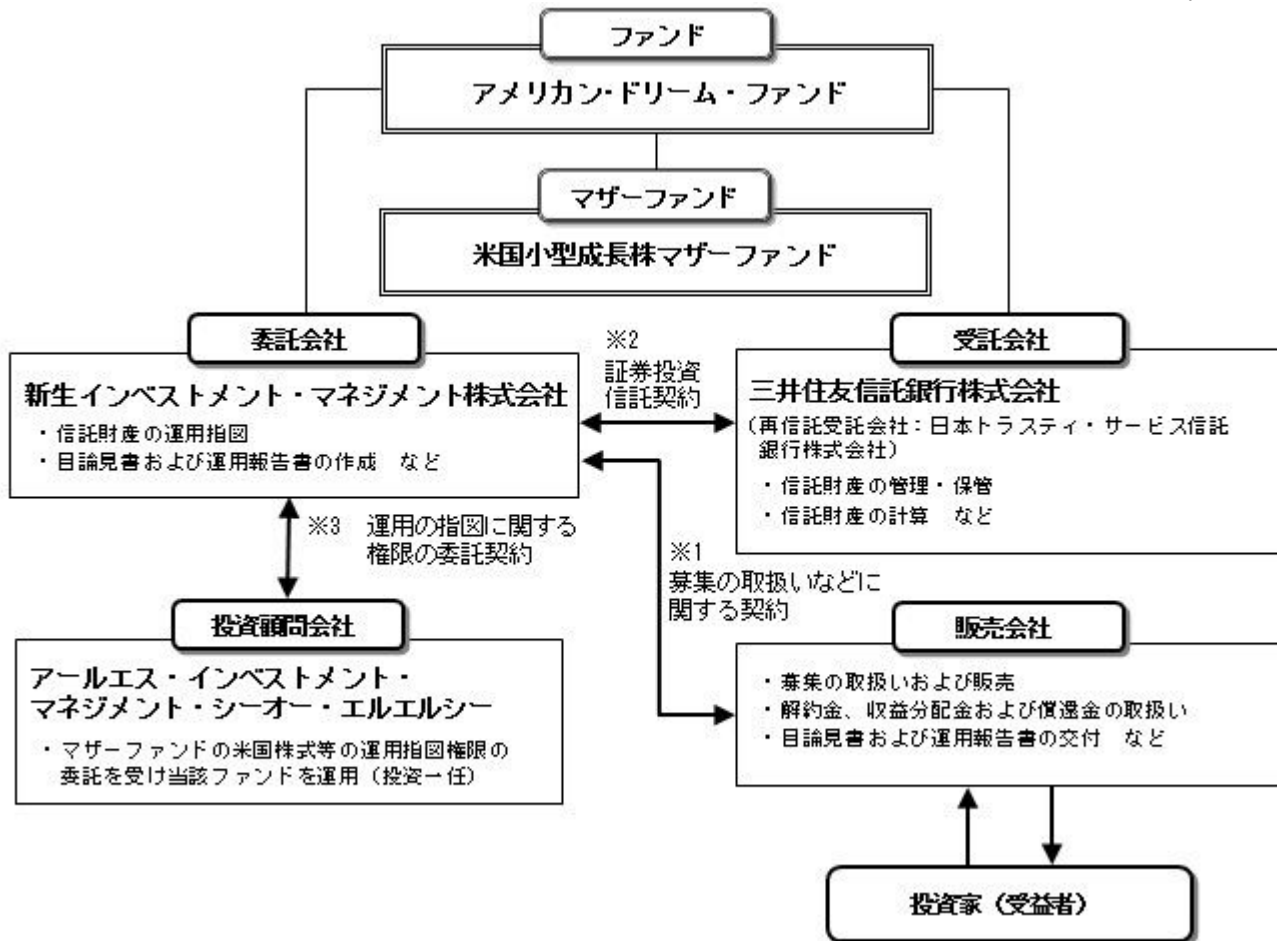 ファンド
アメリカン・ドリーム・ファンド
マザーファンド
米国小型成長株マザーファンド
委託会社
新生インベストメント・マネジメント株式会社
・信託財産の運用指図
・目論見書および運用報告書の作成　など
※2
証券投資
信託契約
受託会社
三井住友信託銀行株式会社
（再信託受託会社：日本トラスティ・サービス信託
銀行株式会社）
・信託財産の管理・保管
・信託財産の計算　など
※3　運用の指図に関する
権限の委託契約
※1
募集の取扱いなどに
関する契約
投資顧問会社
アールエス・インベストメント・
マネジメント・シーオー・エルエルシー
・マザーファンドの米国株式等の運用指図権限の
委託を受け当該ファンドを運用（投資一任）
販売会社
・募集の取扱いおよび販売
・解約金、収益分配金および償還金の取扱い
・目論見書および運用報告書の交付　など
投資家（受益者）